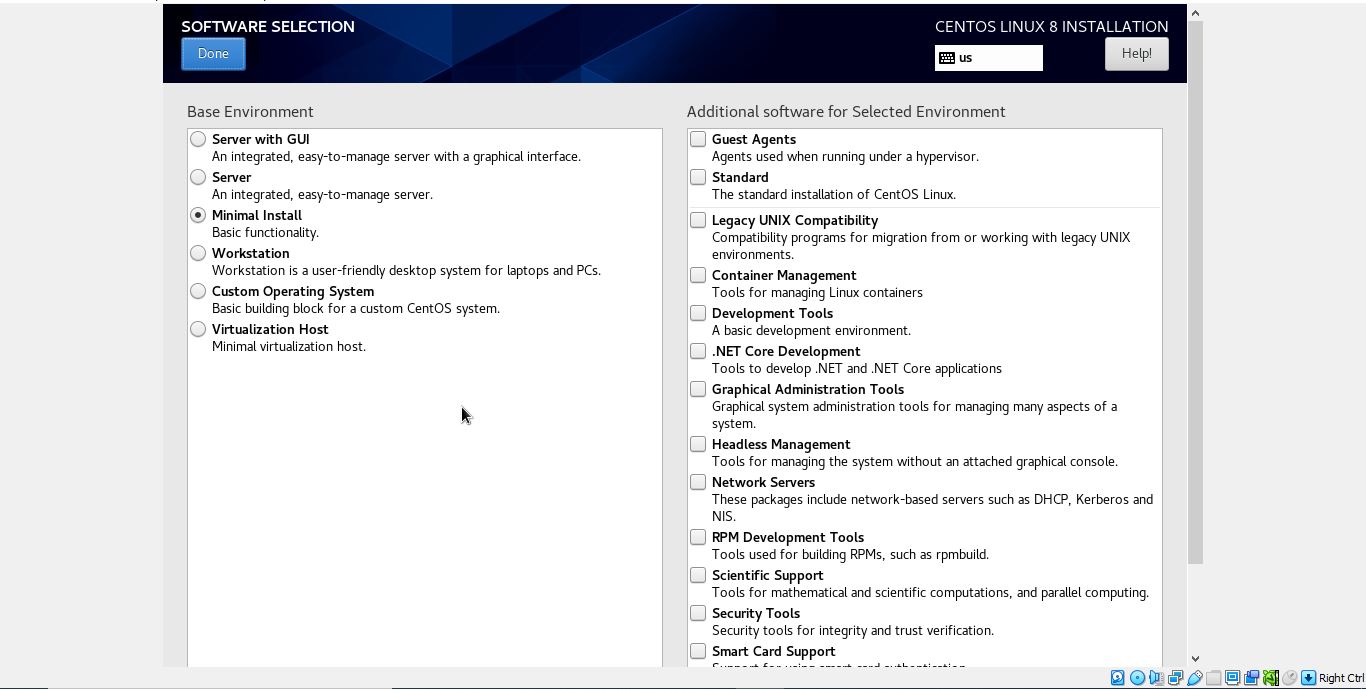 SOFTWARE SELECTION
CENTOS LINUX 8 INSTALLATION
Done
us
Help!
Base Environment
Server with GUI
An integrated, easy-to-manage server with a graphical interface.
Server
An integrated, easy-to-manage server.
Minimal Install
Basic functionality.
Workstation
Workstation is a user-friendly desktop system for laptops and PCs.
Custom Operating System
Basic building block for a custom CentOS system.
Virtualization Host
Minimal virtualization host.
Additional software for Selected Environment
Guest Agents
Agents used when running under a hypervisor.
Standard
The standard installation of CentOS Linux.
Legacy UNIX Compatibility
Compatibility programs for migration from or working with legacy UNIX
environments.
Container Management
Tools for managing Linux containers
Development Tools
A basic development environment.
.NET Core Development
Tools to develop .NET and .NET Core applications
Graphical Administration Tools
Graphical system administration tools for managing many aspects of a
system.
Headless Management
Tools for managing the system without an attached graphical console.
Network Servers
These packages include network-based servers such as DHCP, Kerberos and
NIS.
RPM Development Tools
Tools used for building RPMs, such as rpmbuild.
Scientific Support
Tools for mathematical and scientific computations, and parallel computing.
Security Tools
Security tools for integrity and trust verification.
Smart Card Support
Support for using smart card authentication.
Right Ctrl